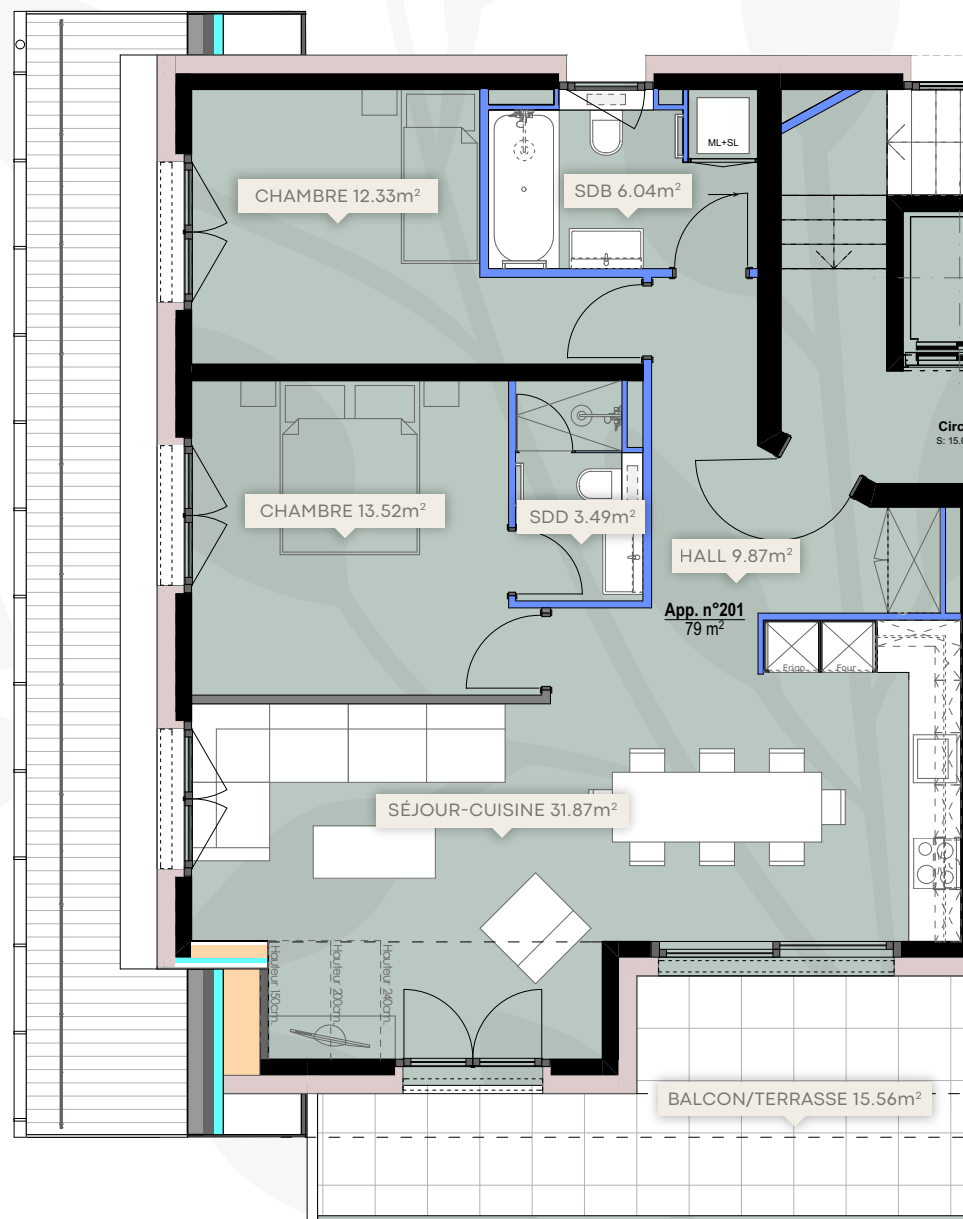 ML+SL
CHAMBRE 12.33m²
SDB 6.04m²
Circ
S: 15.0
CHAMBRE 13.52m²
SDD 3.49m²
HALL 9.87m²
App. n°201
79 m²
Frigo
Four
SÉJOUR-CUISINE 31.87m²
Hauteur 150cm.
Hauteur 200cm.
Hauteur 240cm.
BALCON/TERRASSE 15.56m²